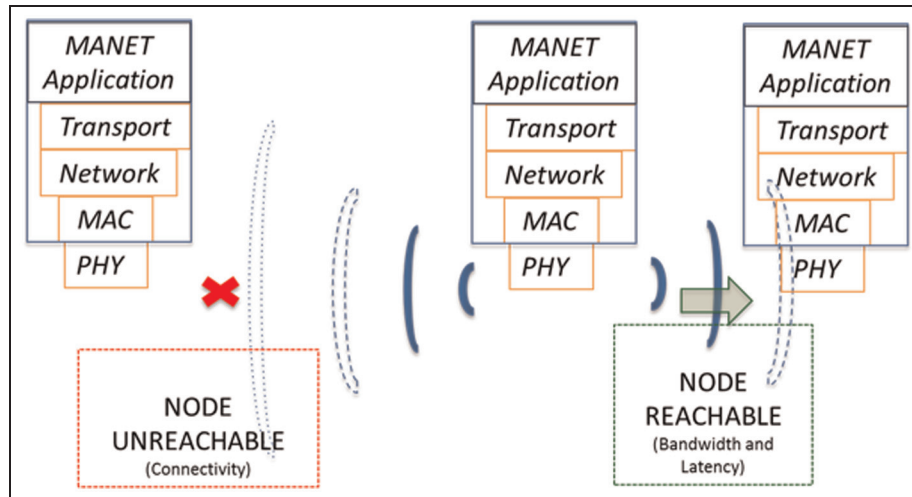 MANET
Application
Transport
Network
MAC
PHY
MANET
Application
Transport
Network
MAC
PHY
MANET
Application
Transport
Network
MAC
PHY
NODE
UNREACHABLE
(Connectivity)
NODE
REACHABLE
(Bandwidth and
Latency)